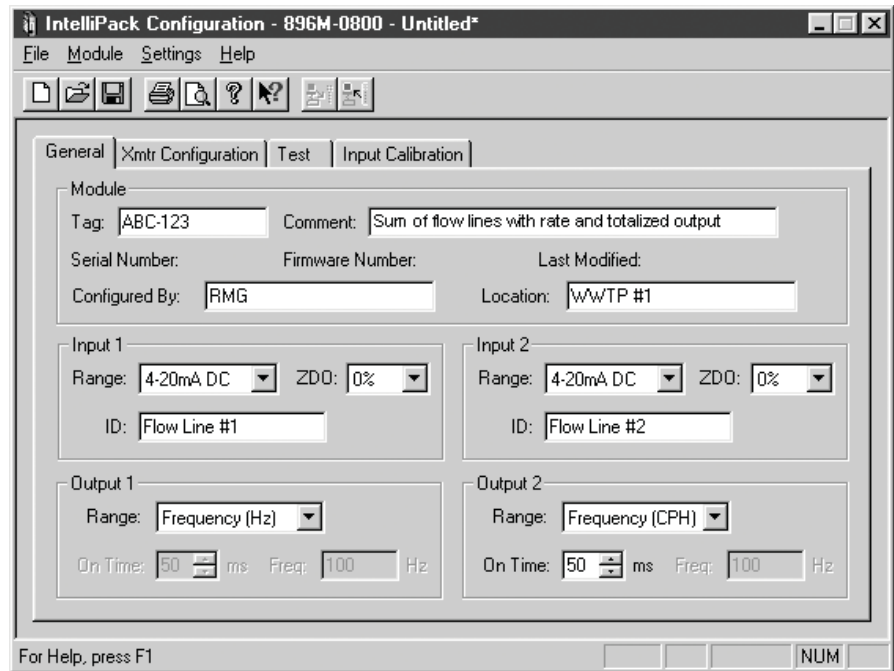 IntelliPack Configuration - 896M-0800 - Untitled*
File Module Settings Help
General Xmtr Configuration Test Input Calibration
Module
Tag: ABC-123 Comment: Sum of flow lines with rate and totalized output
Serial Number: Firmware Number: Last Modified:
Configured By: RMG Location: WWTP #1
Input 1
Range: 4-20mA DC ZDO: 0%
ID: Flow Line #1
Input 2
Range: 4-20mA DC ZDO: 0%
ID: Flow Line #2
Output 1
Range: Frequency (Hz)
On Time: 50 ms Freq: 100 Hz
Output 2
Range: Frequency (CPH)
On Time: 50 ms Freq: 100 Hz
For Help, press F1 NUM